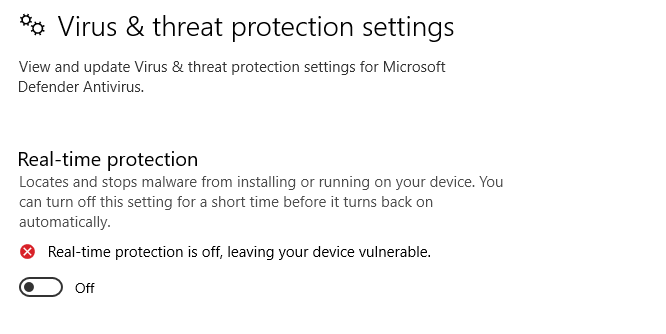 Virus & threat protection settings
View and update Virus & threat protection settings for Microsoft
Defender Antivirus.
Real-time protection
Locates and stops malware from installing or running on your device. You
can turn off this setting for a short time before it turns back on
automatically.
Real-time protection is off, leaving your device vulnerable.
Off